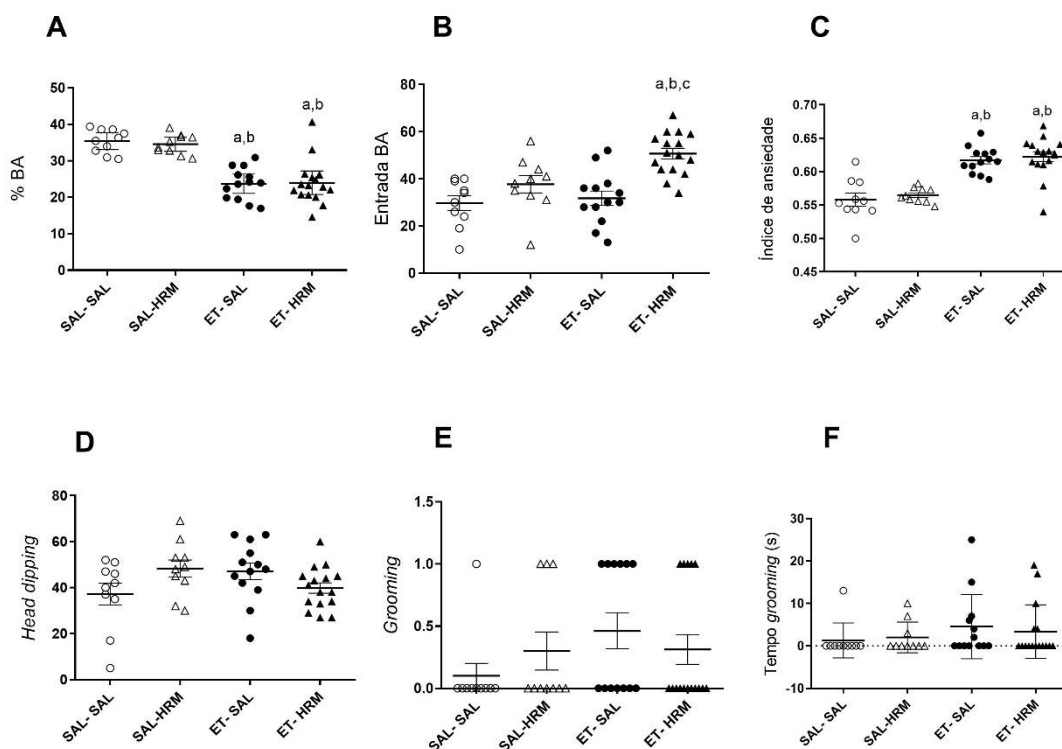 A
B
C
% BA
50
40
30
20
10
0
a,b
a,b
SAL- SAL
SAL-HRM
ET- SAL
ET- HRM
Entrada BA
80
60
40
20
0
a,b,c
SAL- SAL
SAL-HRM
ET- SAL
ET- HRM
Índice de ansiedade
0.70
0.65
0.60
0.55
0.50
0.45
a,b
a,b
SAL- SAL
SAL-HRM
ET- SAL
ET- HRM
D
E
F
Head dipping
80
60
40
20
0
SAL- SAL
SAL-HRM
ET- SAL
ET- HRM
Grooming
1.5
1.0
0.5
0.0
SAL- SAL
SAL-HRM
ET- SAL
ET- HRM
Tempo grooming (s)
30
20
10
0
-10
SAL- SAL
SAL-HRM
ET- SAL
ET- HRM